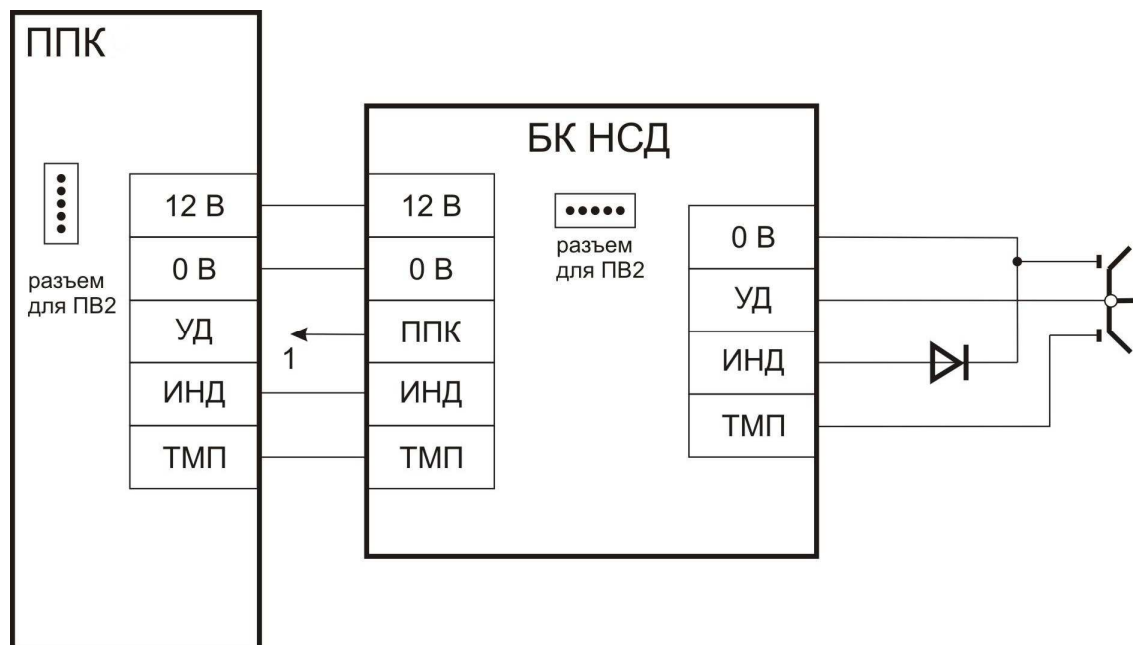 ППК
разъем
для ПВ2
12 В
0 В
УД
ИНД
ТМП
1
БК НСД
12 В
0 В
ППК
ИНД
ТМП
разъем
для ПВ2
0 В
УД
ИНД
ТМП